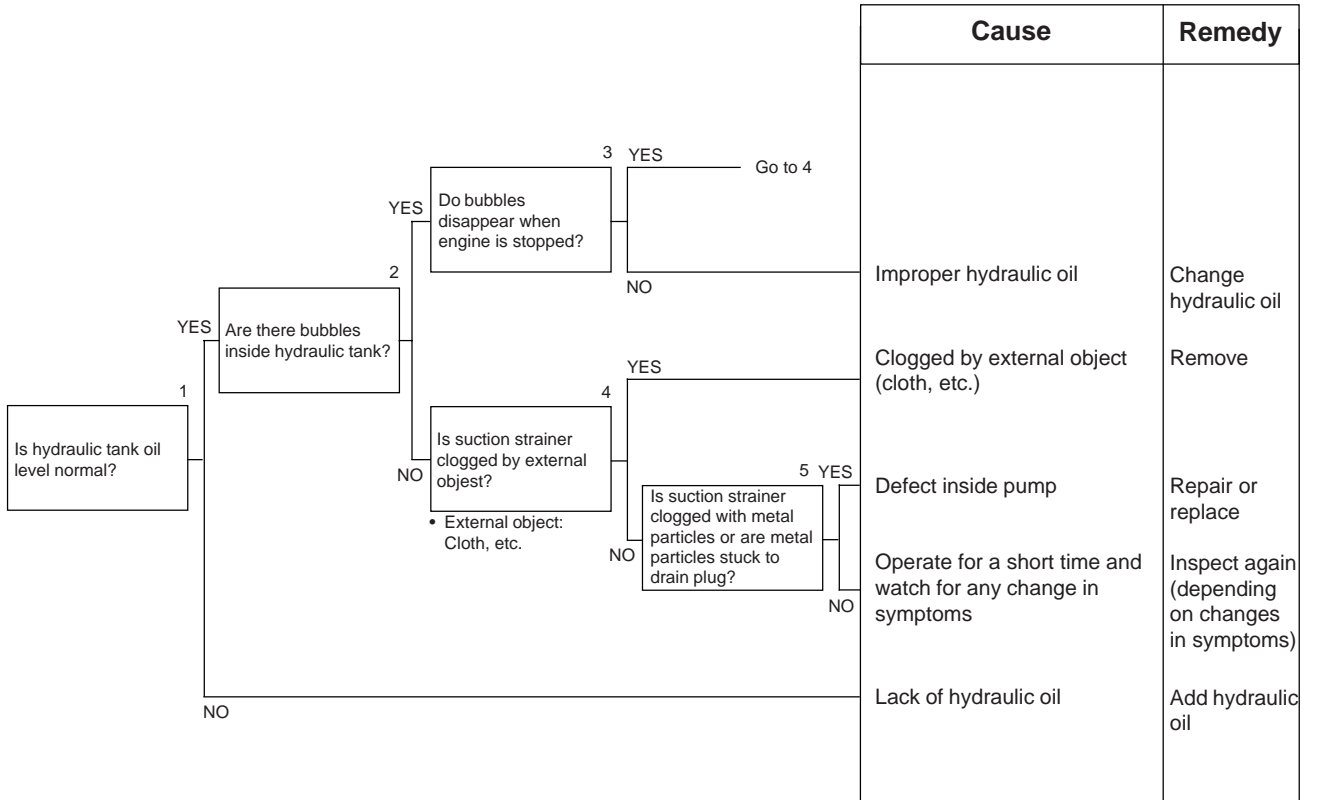 Cause
Remedy
3 YES
Go to 4
YES
Do bubbles
disappear when
engine is stopped?
NO
Improper hydraulic oil
Change
hydraulic oil
2
YES
Are there bubbles
inside hydraulic tank?
YES
Clogged by external object
(cloth, etc.)
Remove
1
Is hydraulic tank oil
level normal?
4
NO
Is suction strainer
clogged by external
objest?
• External object:
Cloth, etc.
NO
5 YES
Is suction strainer
clogged with metal
particles or are metal
particles stuck to
drain plug?
Defect inside pump
Repair or
replace
NO
Operate for a short time and
watch for any change in
symptoms
Inspect again
(depending
on changes
in symptoms)
NO
Lack of hydraulic oil
Add hydraulic
oil